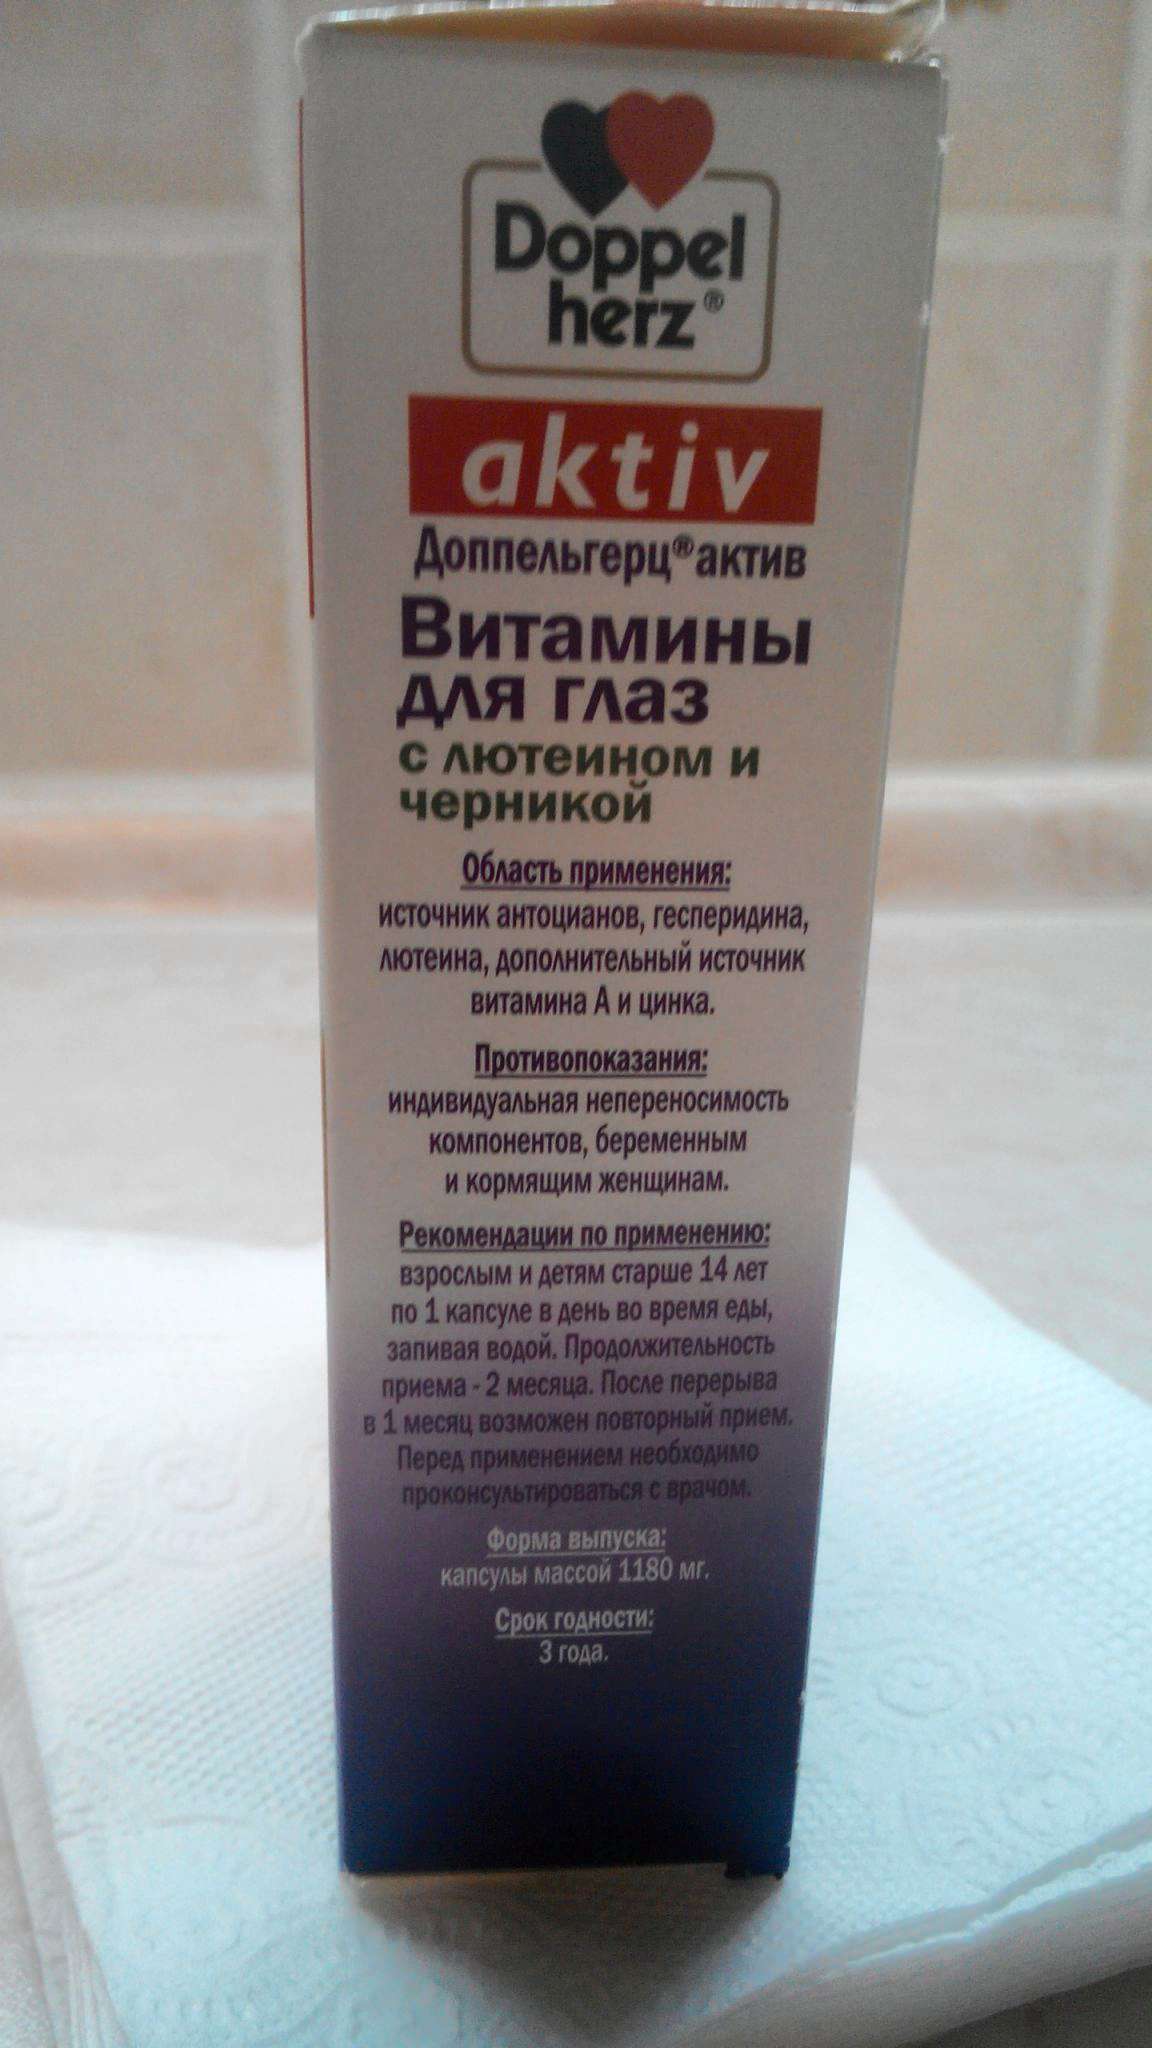 Doppel
herz®
aktiv
Доппельгерц® актив
Витамины
для глаз
с лютеином и
черникой
Область применения:
источник антоцианов, гесперидина,
лютеина, дополнительный источник
витамина А и цинка.
Противопоказания:
индивидуальная непереносимость
компонентов, беременным
и кормящим женщинам.
Рекомендации по применению:
взрослым и детям старше 14 лет
по 1 капсуле в день во время еды,
запивая водой. Продолжительность
приема - 2 месяца. После перерыва
в 1 месяц возможен повторный прием.
Перед применением необходимо
проконсультироваться с врачом.
Форма выпуска:
капсулы массой 1180 мг.
Срок годности:
3 года.